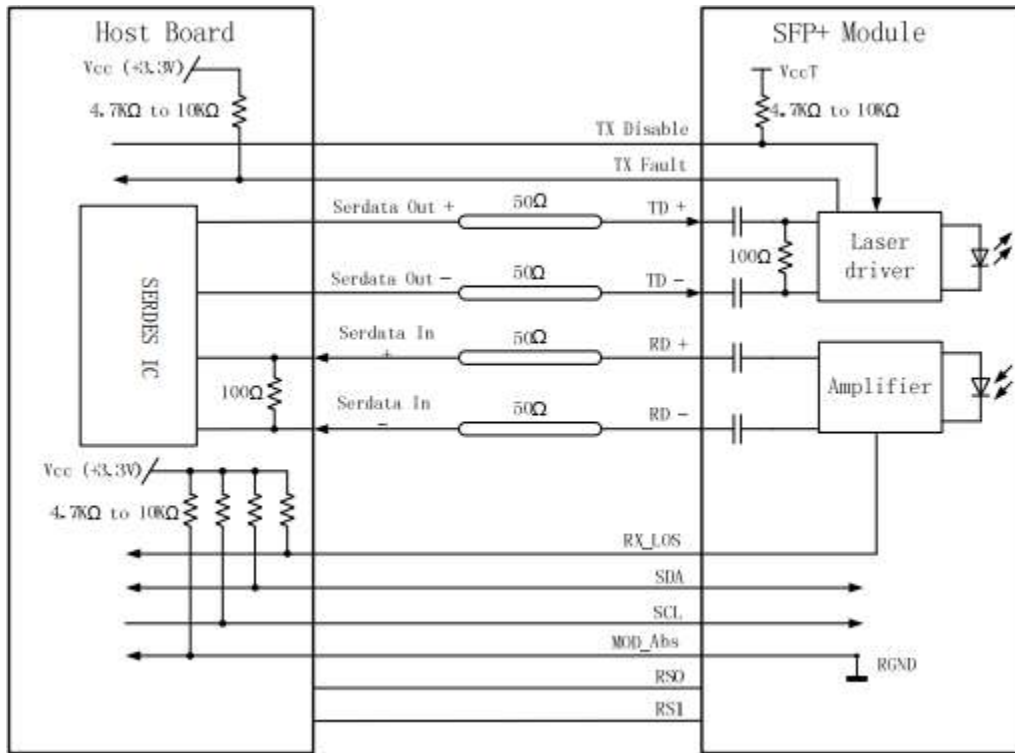 Host Board
SFP+ Module
Vcc (+3.3V)
VccT
4.7KΩ to 10KΩ
4.7KΩ to 10KΩ
TX Disable
TX Fault
Serdata Out +
50Ω
TD +
100Ω
Laser
driver
Serdata Out -
50Ω
TD -
SERDES IC
Serdata In
+
50Ω
RD +
100Ω
Amplifier
Serdata In
-
50Ω
RD -
Vcc (+3.3V)
4.7KΩ to 10KΩ
RX_LOS
SDA
SCL
MOD_Abs
RGND
RS0
RS1